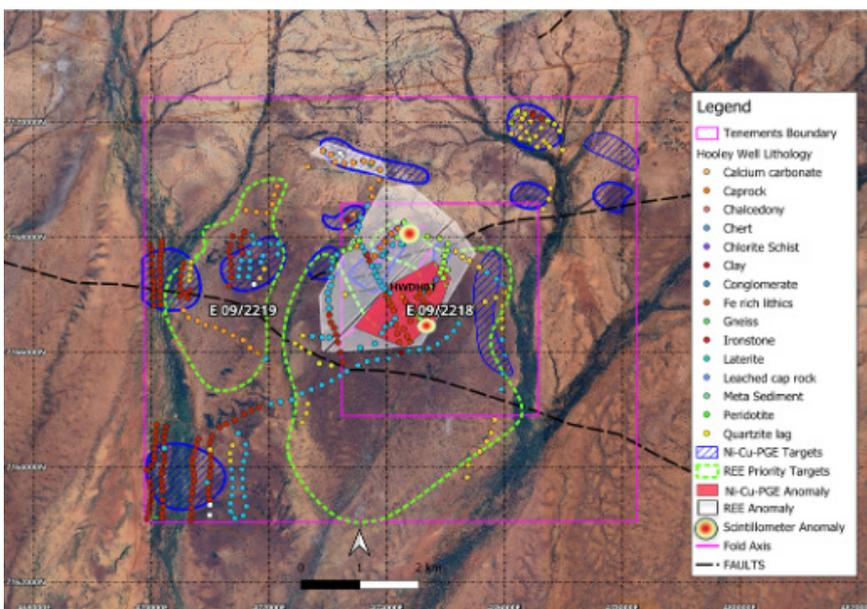 Legend
Tenements Boundary
Hooley Well Lithology
Calcium carbonate
Caprock
Chalcedony
Chert
Chlorite Schist
Clay
Conglomerate
Fe rich lithics
Gneiss
Ironstone
Laterite
Leached cap rock
Meta Sediment
Peridotite
Quartzite lag
Ni-Cu-PGE Targets
REE Priority Targets
Ni-Cu-PGE Anomaly
REE Anomaly
Scintillometer Anomaly
Fold Axis
FAULTS
E 09/2219
E 09/2218
0 1 2 km